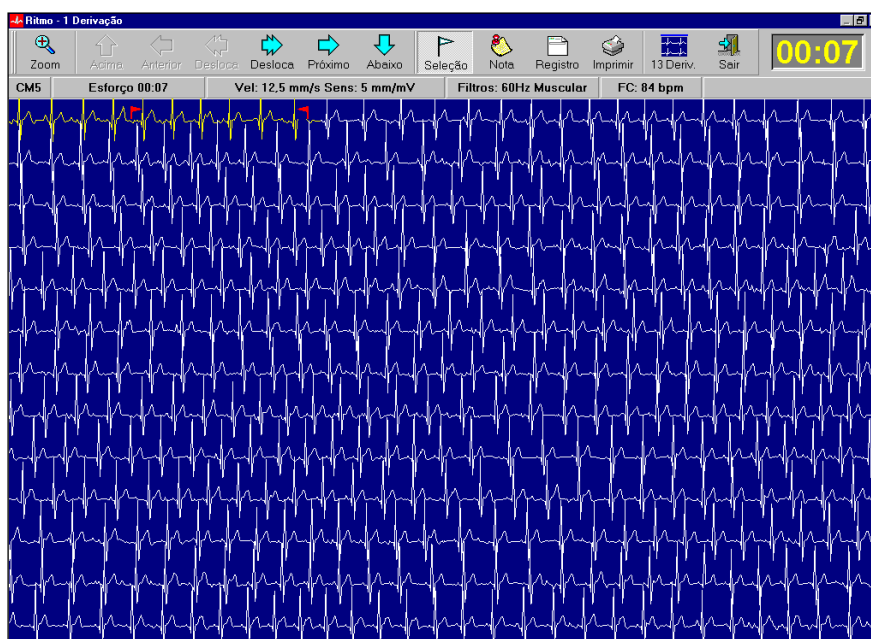 Ritmo - 1 Derivação
Zoom Acima Anterior Desloca Desloca Próximo Abaixo Seleção Nota Registro Imprimir 13 Deriv. Sair 00:07
CM5 Esforço 00:07 Vel: 12,5 mm/s Sens: 5 mm/mV Filtros: 60Hz Muscular FC: 84 bpm